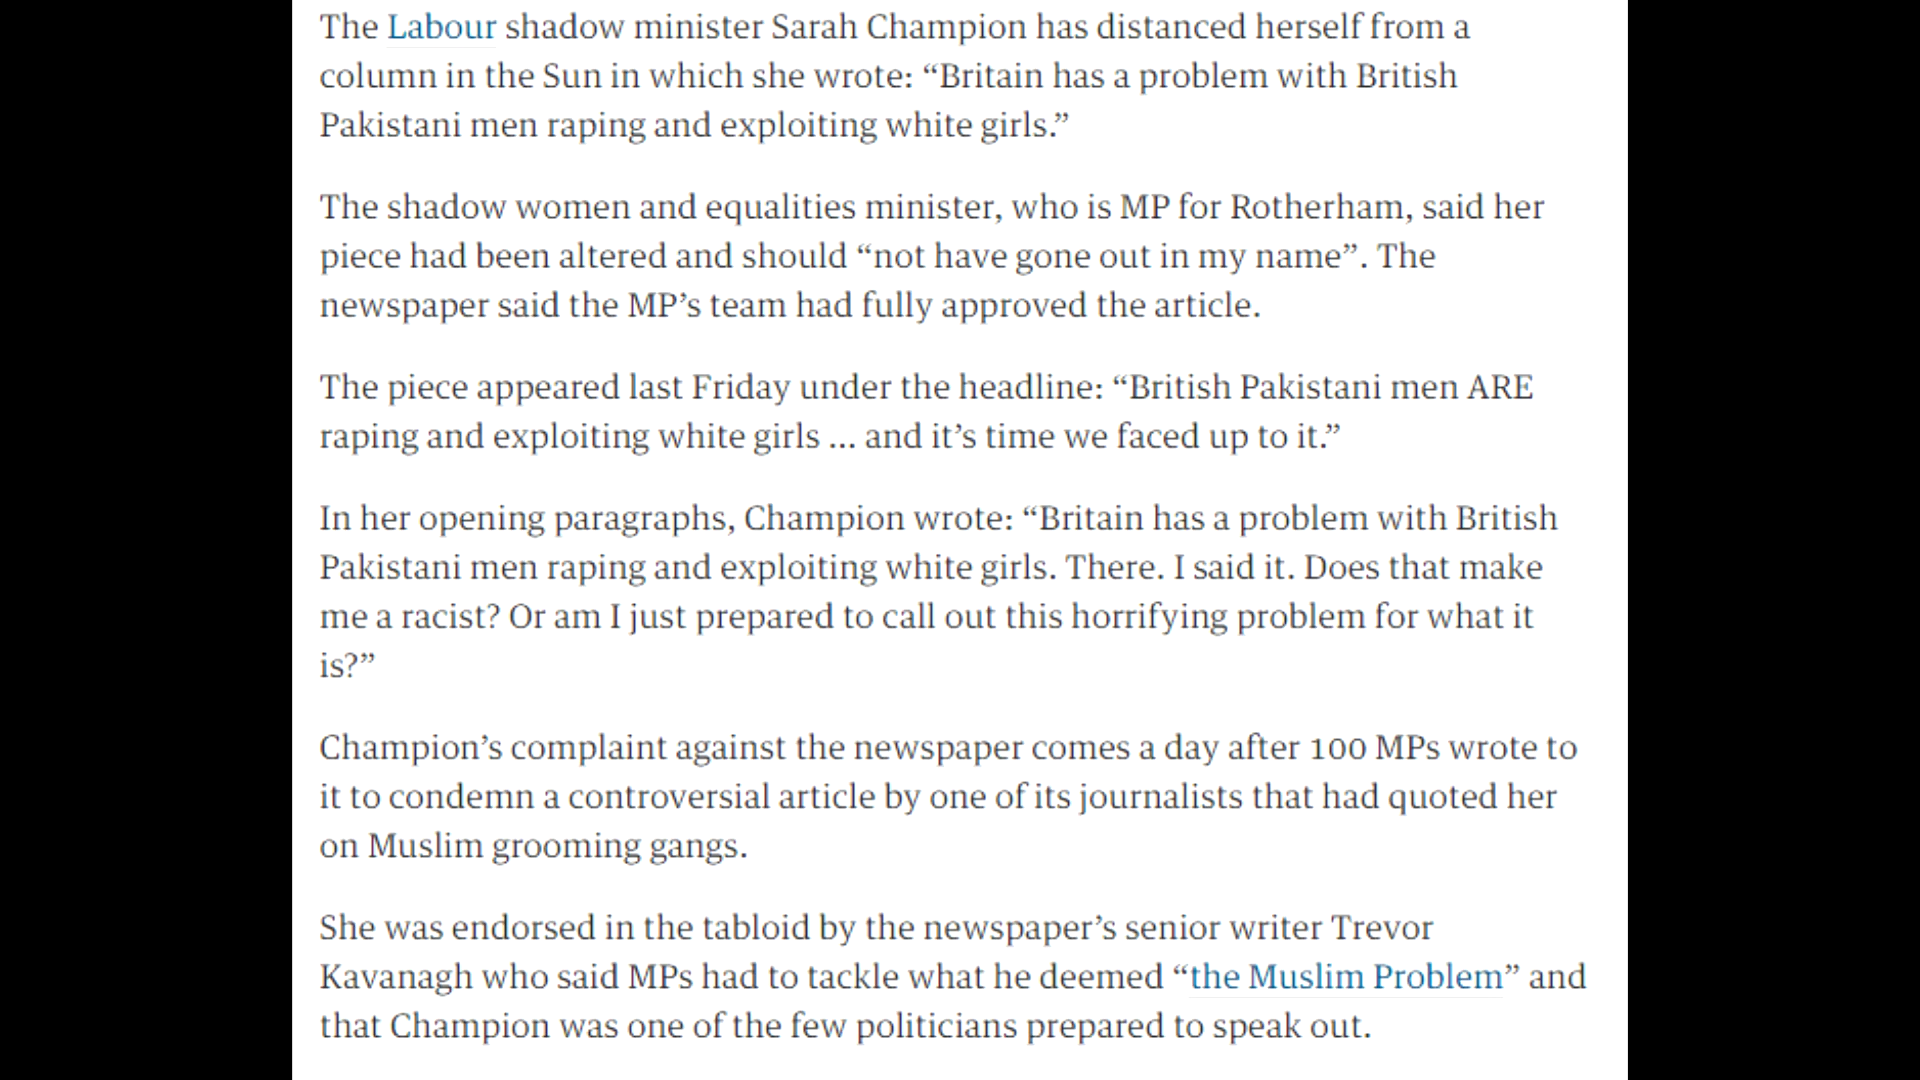 The Labour shadow minister Sarah Champion has distanced herself from a
column in the Sun in which she wrote: “Britain has a problem with British
Pakistani men raping and exploiting white girls.”
The shadow women and equalities minister, who is MP for Rotherham, said her
piece had been altered and should “not have gone out in my name”. The
newspaper said the MP’s team had fully approved the article.
The piece appeared last Friday under the headline: “British Pakistani men ARE
raping and exploiting white girls ... and it’s time we faced up to it.”
In her opening paragraphs, Champion wrote: “Britain has a problem with British
Pakistani men raping and exploiting white girls. There. I said it. Does that make
me a racist? Or am I just prepared to call out this horrifying problem for what it
is?”
Champion’s complaint against the newspaper comes a day after 100 MPs wrote to
it to condemn a controversial article by one of its journalists that had quoted her
on Muslim grooming gangs.
She was endorsed in the tabloid by the newspaper’s senior writer Trevor
Kavanagh who said MPs had to tackle what he deemed “the Muslim Problem” and
that Champion was one of the few politicians prepared to speak out.